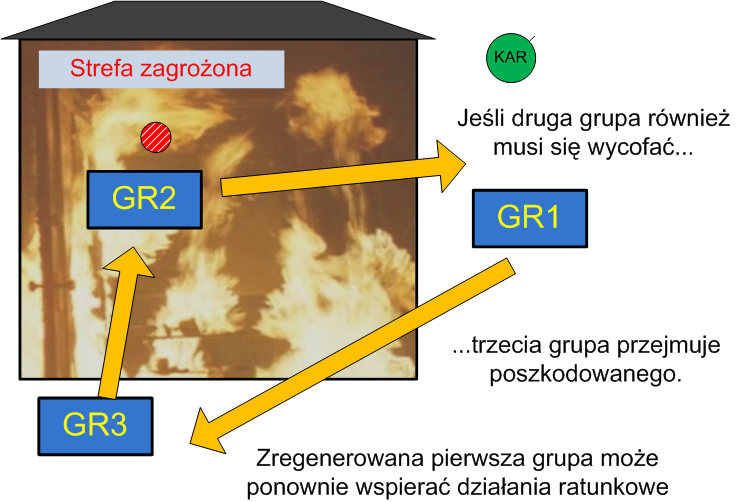 Strefa zagrożona
KAR
Jeśli druga grupa również
musi się wycofać...
GR2
GR1
...trzecia grupa przejmuje
poszkodowanego.
GR3
Zregenerowana pierwsza grupa może
ponownie wspierać działania ratunkowe